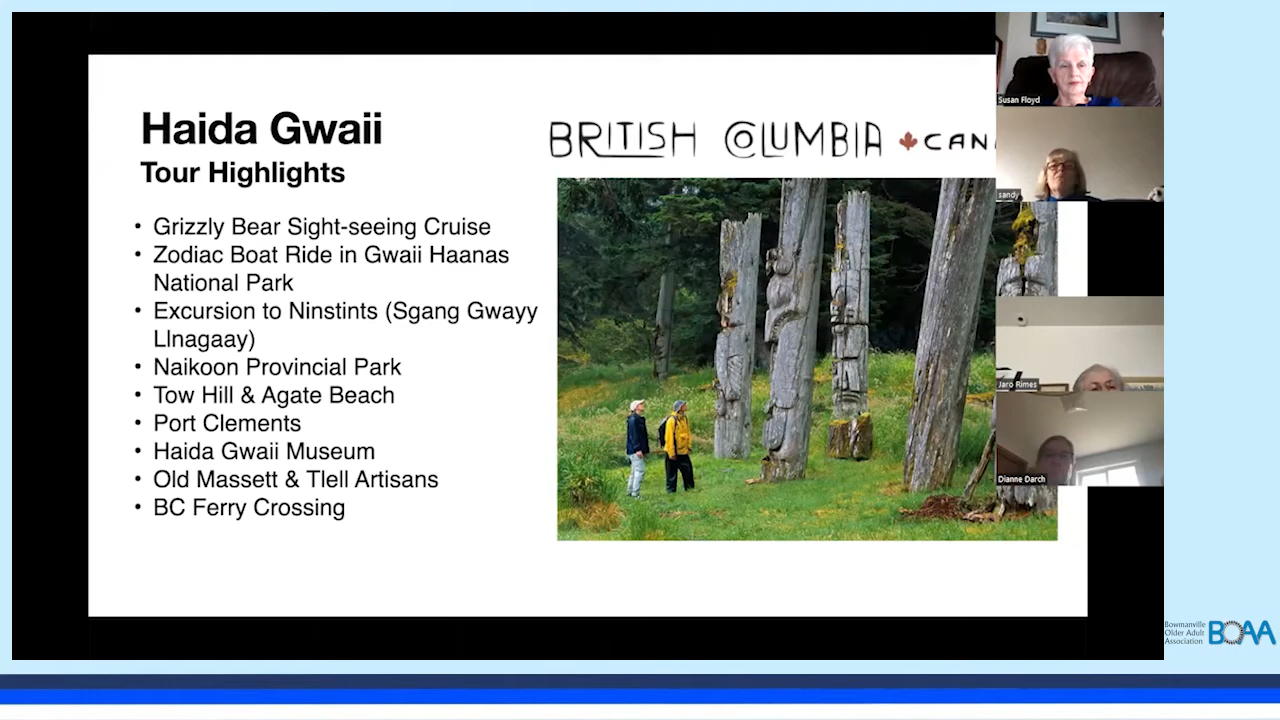 Haida Gwaii
Tour Highlights
• Grizzly Bear Sight-seeing Cruise
• Zodiac Boat Ride in Gwaii Haanas
National Park
• Excursion to Ninstints (Sgang Gwayy
Llnagaay)
• Naikoon Provincial Park
• Tow Hill & Agate Beach
• Port Clements
• Haida Gwaii Museum
• Old Massett & Tlell Artisans
• BC Ferry Crossing
BRITISH COLUMBIA CAN
Susan Floyd
sandy
Jaro Rimes
Dianne Darch
Bowmanville
Older Adult
Association
BOAA